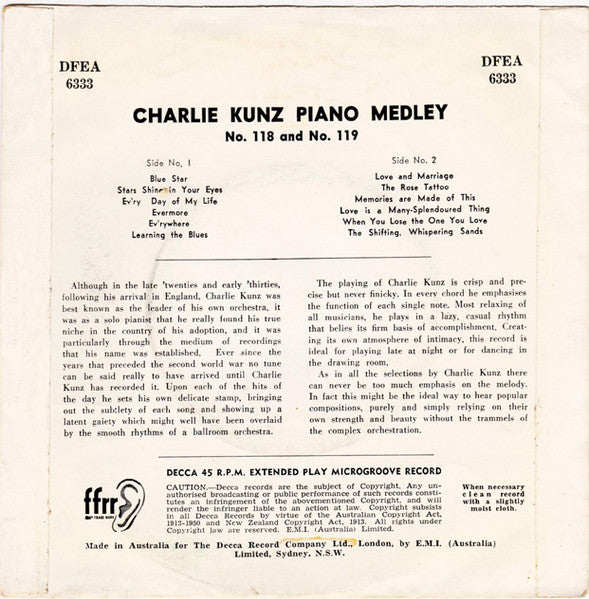 DFEA
6333
DFEA
6333
CHARLIE KUNZ PIANO MEDLEY
No. 118 and No. 119
Side No. 1
Blue Star
Stars Shine in Your Eyes
Ev'ry Day of My Life
Evermore
Ev'rywhere
Learning the Blues
Side No. 2
Love and Marriage
The Rose Tattoo
Memories are Made of This
Love is a Many-Splendoured Thing
When You Lose the One You Love
The Shifting, Whispering Sands
Although in the late 'twenties and early 'thirties,
following his arrival in England, Charlie Kunz was
best known as the leader of his own orchestra, it
was as a solo pianist that he really found his true
niche in the country of his adoption, and it was
particularly through the medium of recordings
that his name was established. Ever since the
years that preceded the second world war no tune
can be said really to have arrived until Charlie
Kunz has recorded it. Upon each of the hits of
the day he sets his own delicate stamp, bringing
out the subtlety of each song and showing up a
latent gaiety which might well have been overlaid
by the smooth rhythms of a ballroom orchestra.
The playing of Charlie Kunz is crisp and pre-
cise but never finicky. In every chord he emphasises
the function of each single note. Most relaxing of
all musicians, he plays in a lazy, casual rhythm
that belies its firm basis of accomplishment. Creat-
ing its own atmosphere of intimacy, this record is
ideal for playing late at night or for dancing in
the drawing room.
As in all the selections by Charlie Kunz there
can never be too much emphasis on the melody.
In fact this might be the ideal way to hear popular
compositions, purely and simply relying on their
own strength and beauty without the trammels of
the complex orchestration.
DECCA 45 R.P.M. EXTENDED PLAY MICROGROOVE RECORD
ffrr
TRADE MARK
CAUTION.—Decca records are the subject of Copyright. Any un-
authorised broadcasting or public performance of such records consti-
tutes an infringement of the abovementioned Copyright, and will
render the infringer liable to an action at law. Copyright subsists
in all Decca Records by virtue of the Australian Copyright Act,
1912-1950 and New Zealand Copyright Act, 1913. All rights under
Copyright law are reserved. E.M.I. (Australia) Limited.
When necessary
clean record
with a slightly
moist cloth.
Made in Australia for The Decca Record Company Ltd., London, by E.M.I. (Australia)
Limited, Sydney, N.S.W.